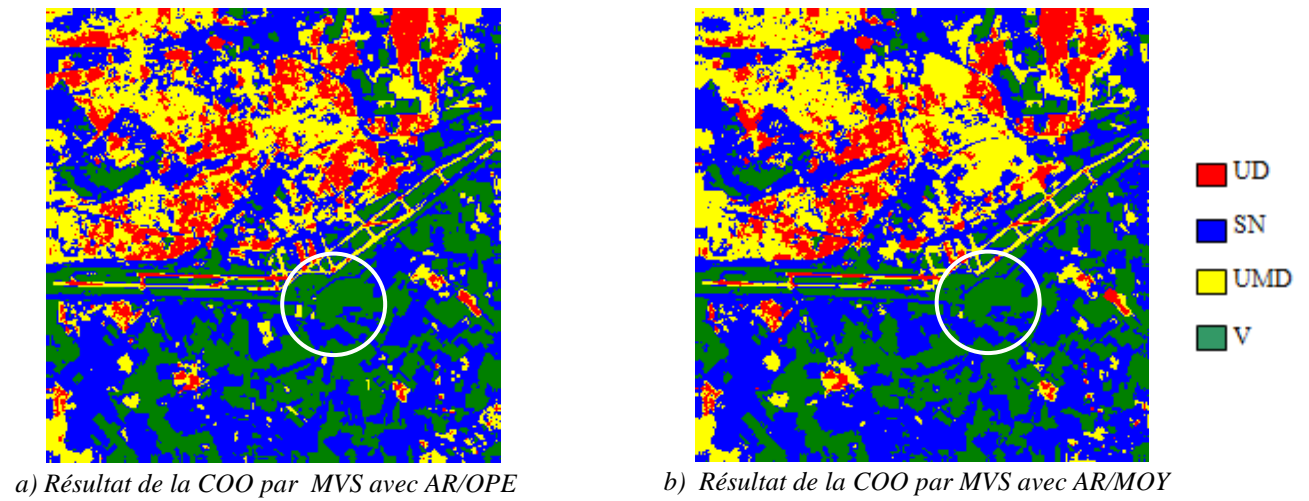 UD
SN
UMD
V
a) Résultat de la COO par MVS avec AR/OPE
b) Résultat de la COO par MVS avec AR/MOY